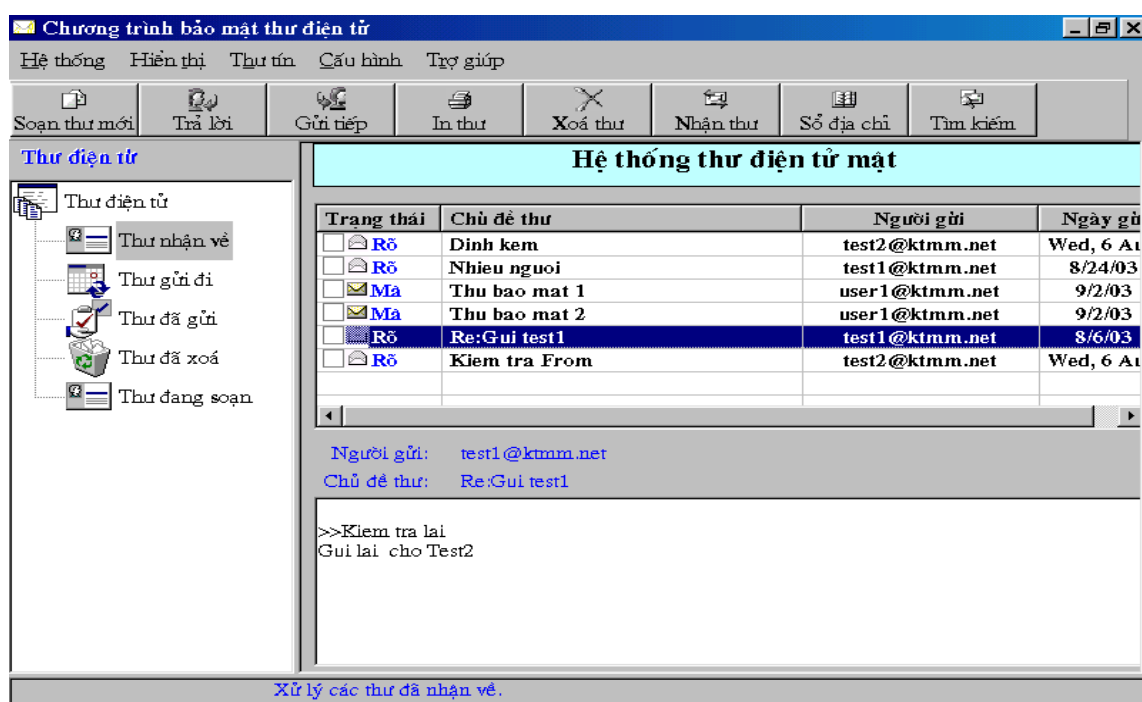 Chương trình bảo mật thư điện tử
Hệ thống Hiển thị Thư tín Cấu hình Trợ giúp
Soạn thư mới Trả lời Gửi tiếp In thư Xoá thư Nhận thư Sổ địa chỉ Tìm kiếm
Thư điện tử
Hệ thống thư điện tử mật
Thư điện tử
Thư nhận về
Thư gửi đi
Thư đã gửi
Thư đã xoá
Thư đang soạn
Trạng thái Chủ đề thư Người gửi Ngày gử
Rõ Dinh kem test2@ktmm.net Wed, 6 Au
Rõ Nhieu nguoi test1@ktmm.net 8/24/03
Mã Thu bao mat 1 user1@ktmm.net 9/2/03
Mã Thu bao mat 2 user1@ktmm.net 9/2/03
Rõ Re:Gui test1 test1@ktmm.net 8/6/03
Rõ Kiem tra From test2@ktmm.net Wed, 6 Au
Người gửi: test1@ktmm.net
Chủ đề thư: Re:Gui test1
>>Kiem tra lai
Gui lai cho Test2
Xử lý các thư đã nhận về.